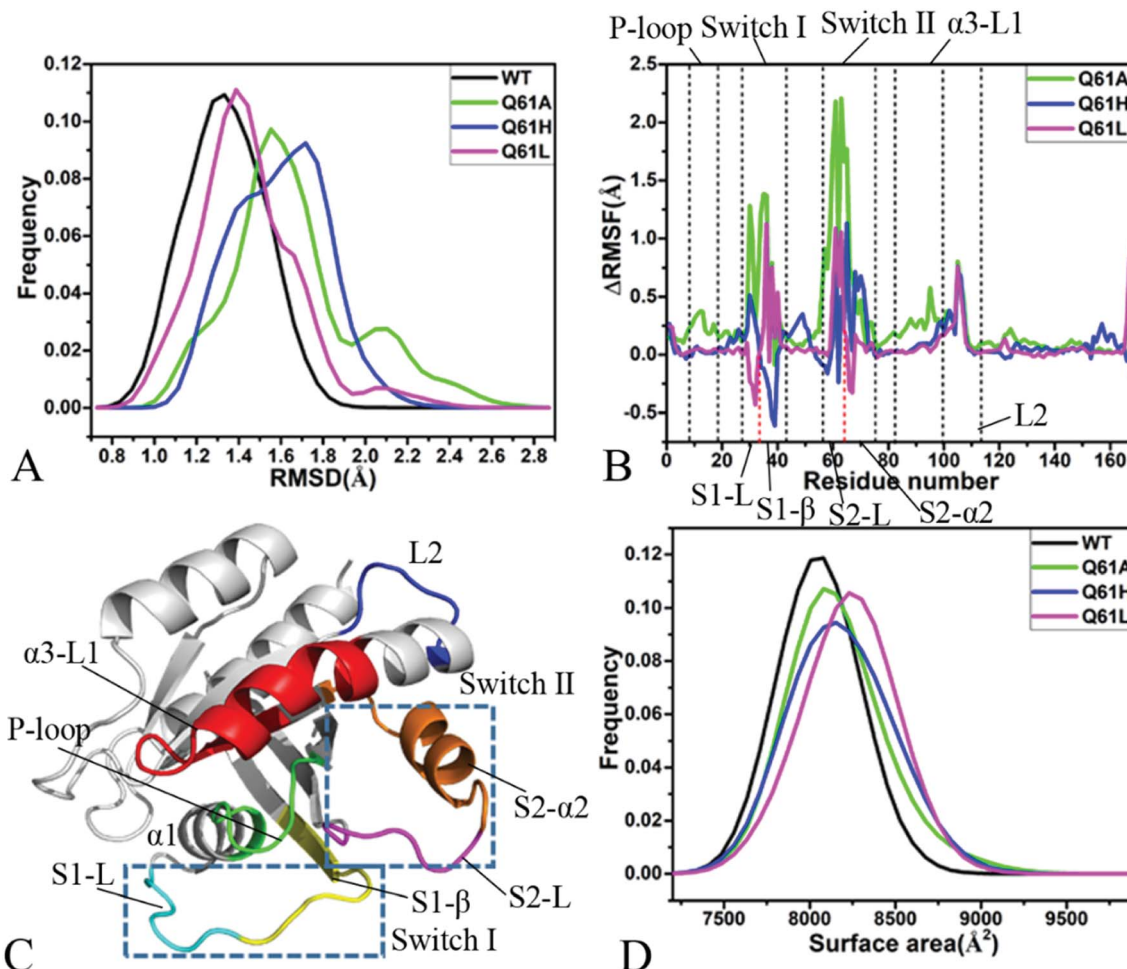 A
Frequency
0.12
0.10
0.08
0.06
0.04
0.02
0.00
WT
Q61A
Q61H
Q61L
0.8 1.0 1.2 1.4 1.6 1.8 2.0 2.2 2.4 2.6 2.8
RMSD(Å)
B
P-loop Switch I Switch II α3-L1
ΔRMSF(Å)
2.5
2.0
1.5
1.0
0.5
0.0
-0.5
Q61A
Q61H
Q61L
L2
0 20 40 60 80 100 120 140 160
Residue number
S1-L
S1-β
S2-L
S2-α2
C
L2
α3-L1
Switch II
P-loop
S2-α2
α1
S1-L
S1-β
S2-L
Switch I
D
Frequency
0.12
0.10
0.08
0.06
0.04
0.02
0.00
WT
Q61A
Q61H
Q61L
7500 8000 8500 9000 9500
Surface area(Å²)